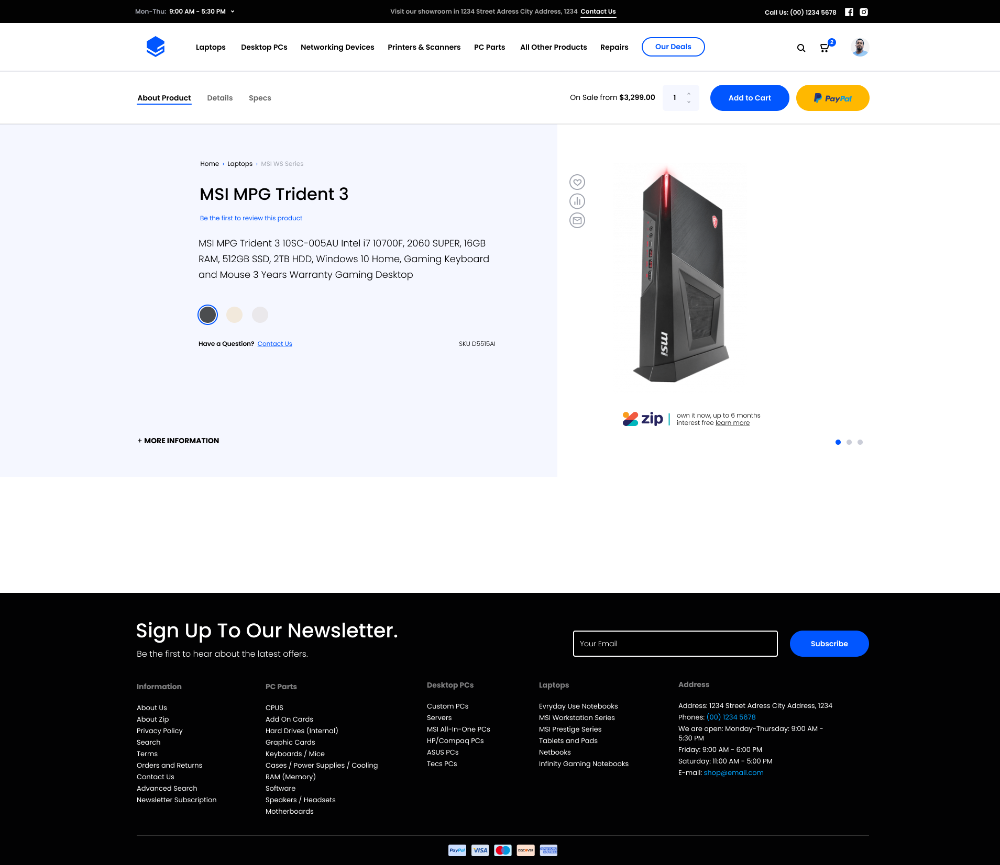 Mon-Thu: 9:00 AM - 5:30 PM
Visit our showroom in 1234 Street Adress City Address, 1234 Contact Us
Call Us: (00) 1234 5678
Laptops
Desktop PCs
Networking Devices
Printers & Scanners
PC Parts
All Other Products
Repairs
Our Deals
2
About Product
Details
Specs
On Sale from $3,299.00
1
Add to Cart
PayPal
Home › Laptops › MSI WS Series
MSI MPG Trident 3
Be the first to review this product
MSI MPG Trident 3 10SC-005AU Intel i7 10700F, 2060 SUPER, 16GB
RAM, 512GB SSD, 2TB HDD, Windows 10 Home, Gaming Keyboard
and Mouse 3 Years Warranty Gaming Desktop
Have a Question? Contact Us
SKU D5515AI
+ MORE INFORMATION
msi
zip
own it now, up to 6 months
interest free learn more
Sign Up To Our Newsletter.
Be the first to hear about the latest offers.
Your Email
Subscribe
Information
About Us
About Zip
Privacy Policy
Search
Terms
Orders and Returns
Contact Us
Advanced Search
Newsletter Subscription
PC Parts
CPUS
Add On Cards
Hard Drives (Internal)
Graphic Cards
Keyboards / Mice
Cases / Power Supplies / Cooling
RAM (Memory)
Software
Speakers / Headsets
Motherboards
Desktop PCs
Custom PCs
Servers
MSI All-In-One PCs
HP/Compaq PCs
ASUS PCs
Tecs PCs
Laptops
Evryday Use Notebooks
MSI Workstation Series
MSI Prestige Series
Tablets and Pads
Netbooks
Infinity Gaming Notebooks
Address
Address: 1234 Street Adress City Address, 1234
Phones: (00) 1234 5678
We are open: Monday-Thursday: 9:00 AM -
5:30 PM
Friday: 9:00 AM - 6:00 PM
Saturday: 11:00 AM - 5:00 PM
E-mail: shop@email.com
PayPal
VISA
DISCOVER
AMERICAN
EXPRESS